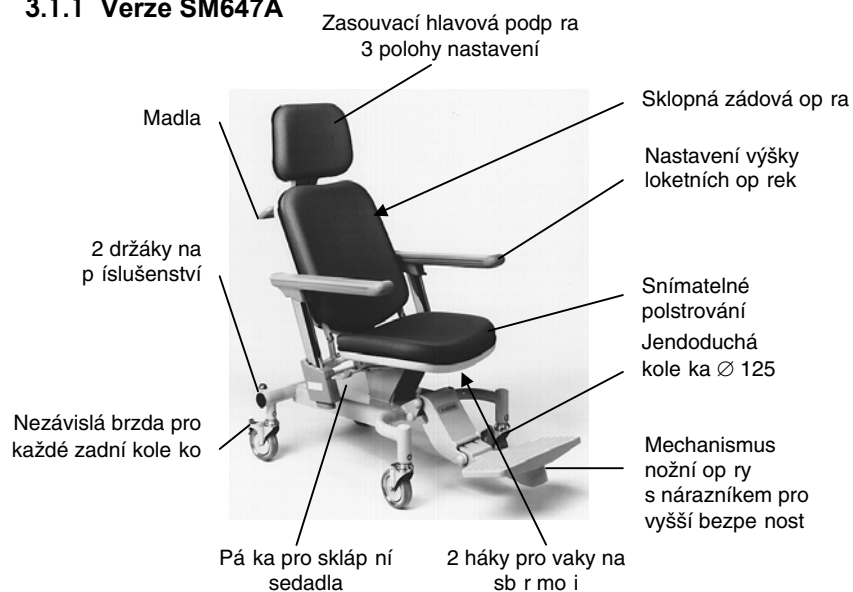 3.1.1 Verze SM647A
Zasouvací hlavová podp ra
3 polohy nastavení
Madla
Sklopná zádová op ra
Nastavení výšky
loketních op rek
2 držáky na
p íslušenství
Snímatelné
polstrování
Jendoduchá
kole ka ∅ 125
Nezávislá brzda pro
každé zadní kole ko
Mechanismus
nožní op ry
s nárazníkem pro
vyšší bezpe nost
Pá ka pro skláp ní
sedadla
2 háky pro vaky na
sb r mo i